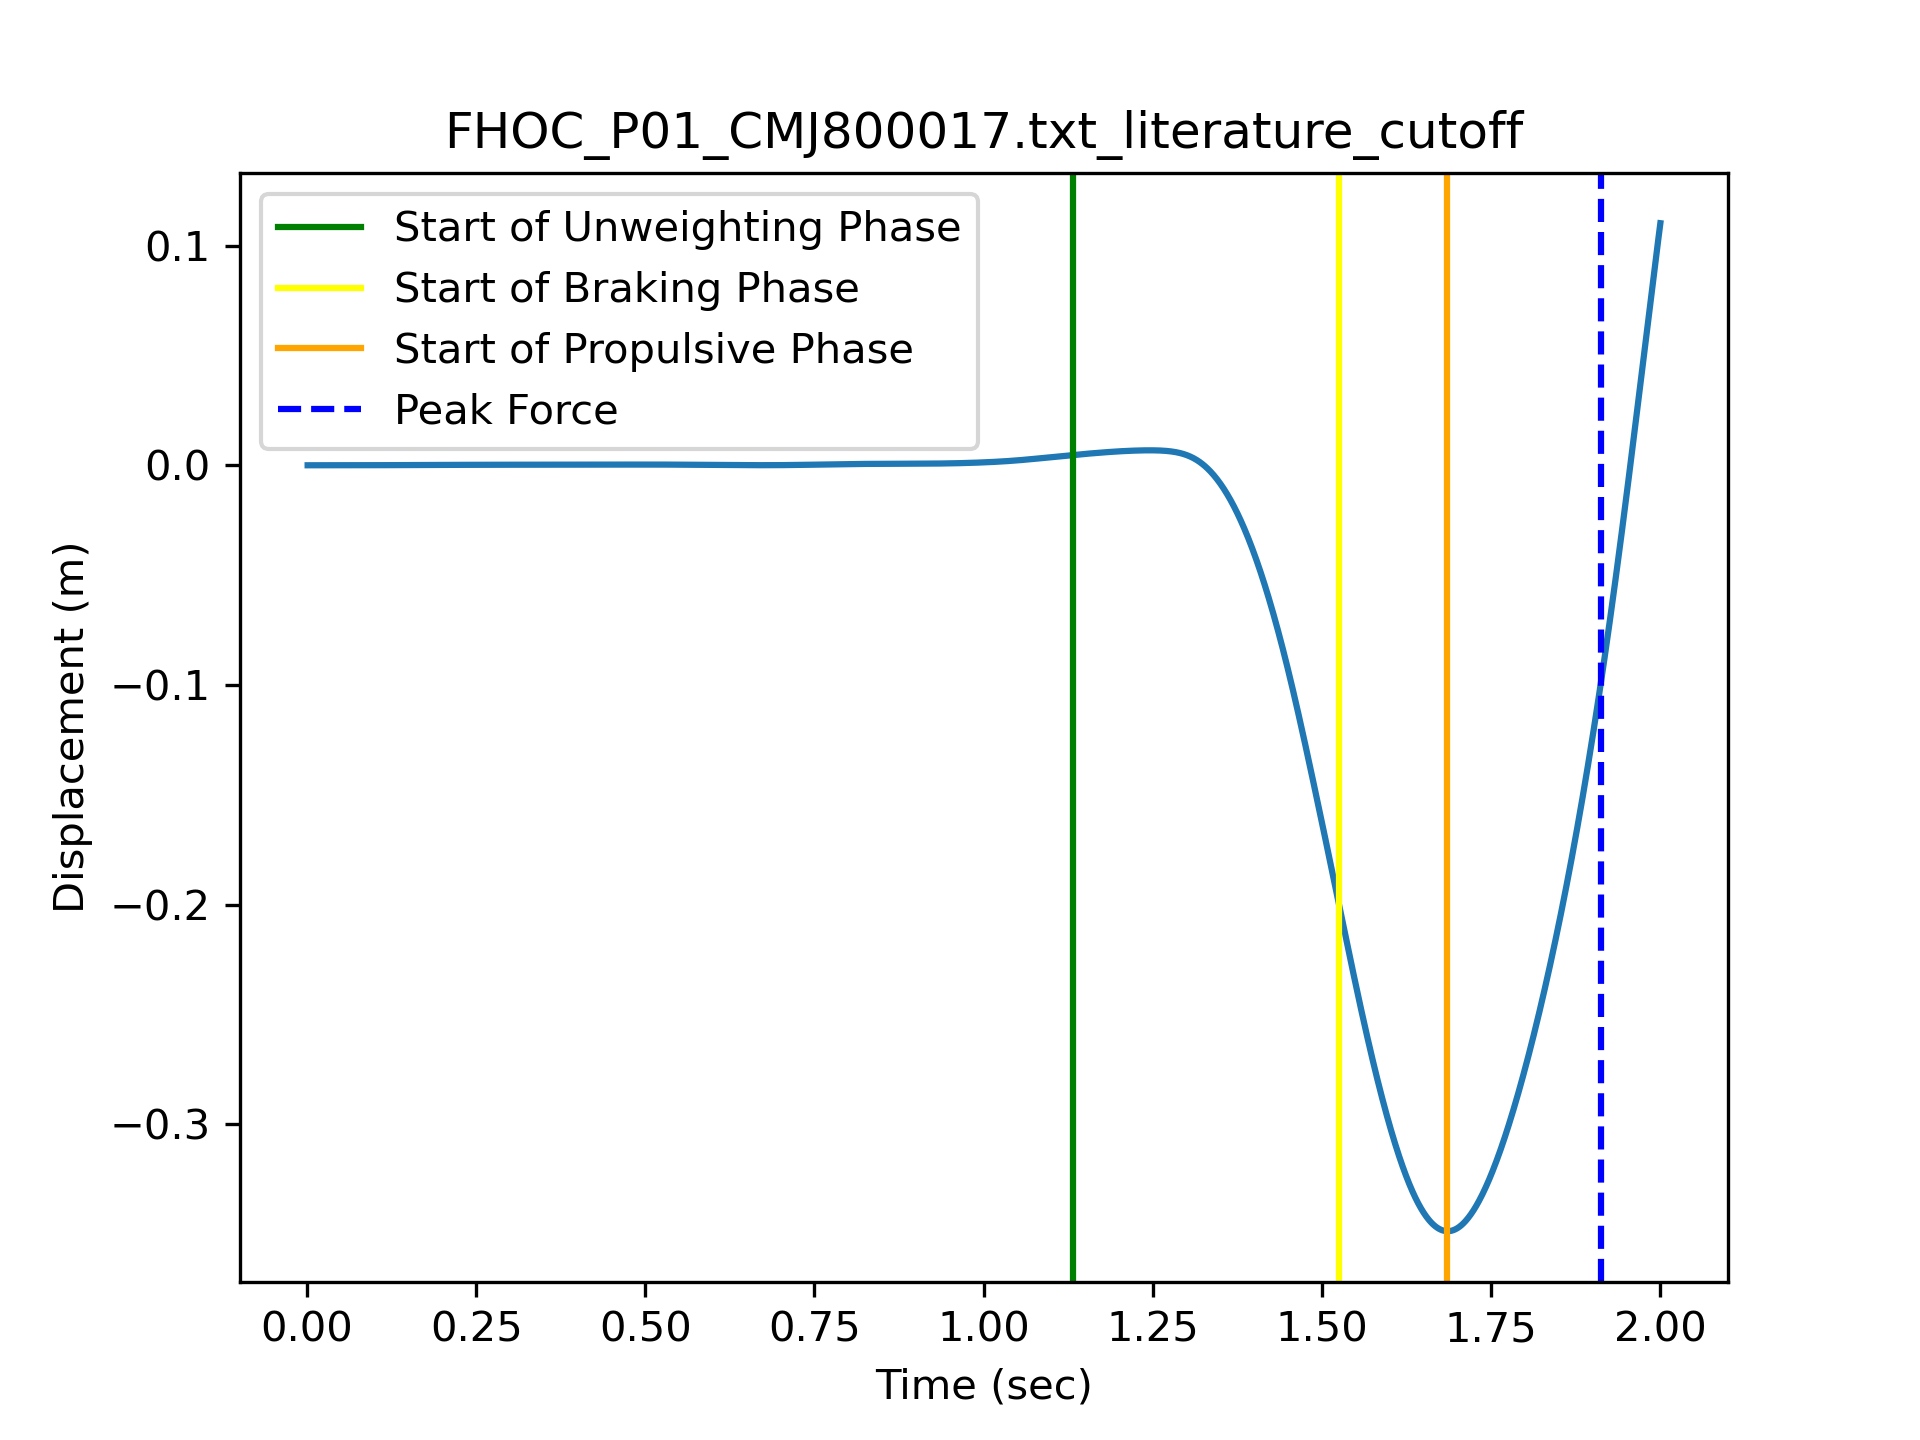 FHOC_P01_CMJ800017.txt_literature_cutoff
Start of Unweighting Phase
Start of Braking Phase
Start of Propulsive Phase
Peak Force
0.1
0.0
−0.1
−0.2
−0.3
Displacement (m)
0.00 0.25 0.50 0.75 1.00 1.25 1.50 1.75 2.00
Time (sec)